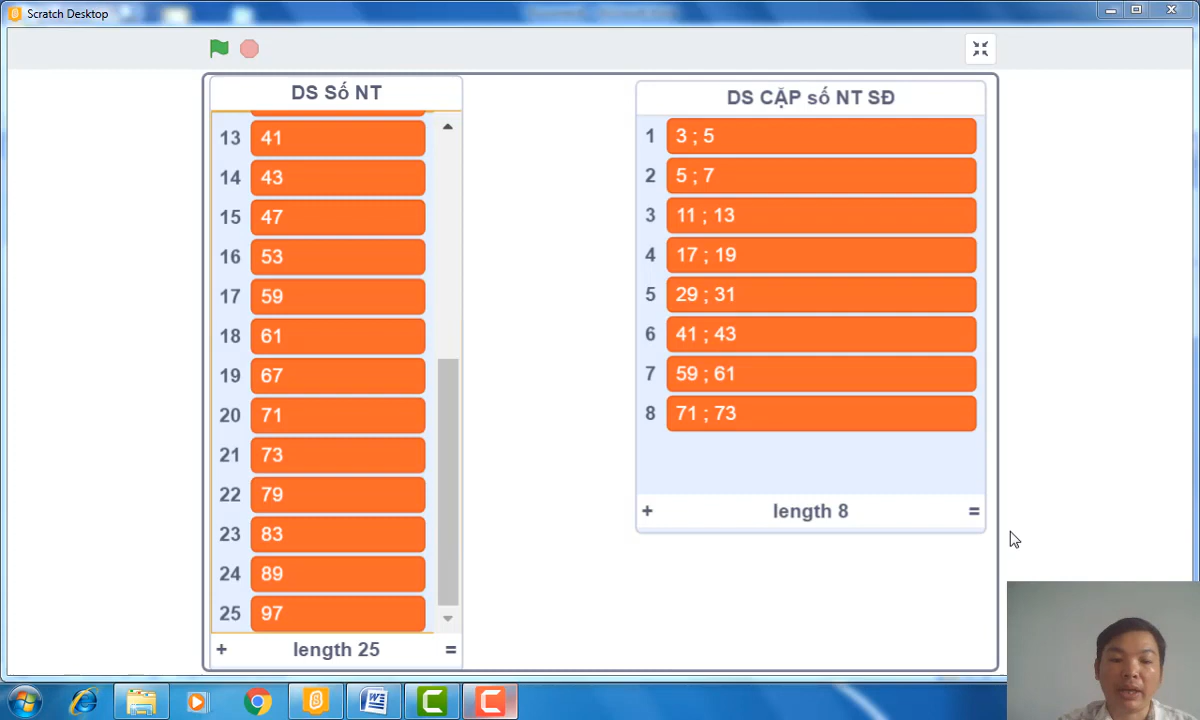 Scratch Desktop
DS Số NT
13 41
14 43
15 47
16 53
17 59
18 61
19 67
20 71
21 73
22 79
23 83
24 89
25 97
+ length 25 =
DS CẶP số NT SĐ
1 3 ; 5
2 5 ; 7
3 11 ; 13
4 17 ; 19
5 29 ; 31
6 41 ; 43
7 59 ; 61
8 71 ; 73
+ length 8 =